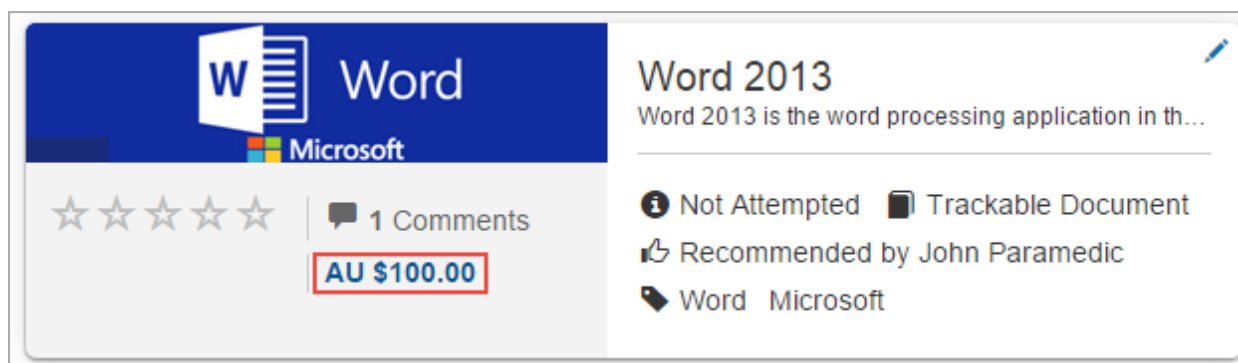 W Word
Microsoft
1 Comments
AU $100.00
Word 2013
Word 2013 is the word processing application in th...
Not Attempted Trackable Document
Recommended by John Paramedic
Word Microsoft